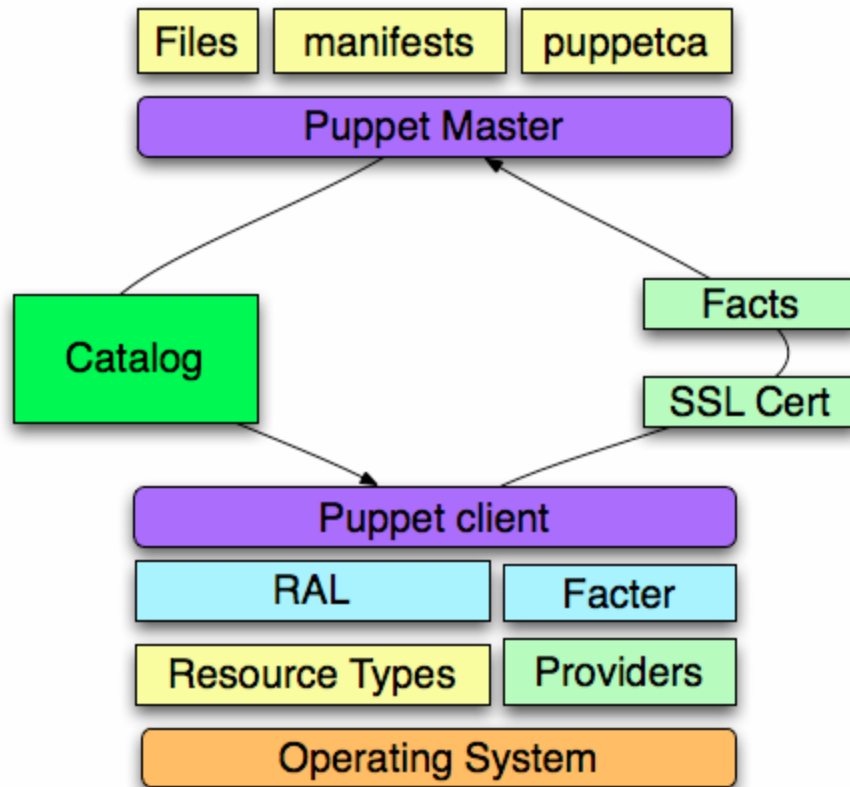 Files
manifests
puppetca
Puppet Master
Facts
Catalog
SSL Cert
Puppet client
RAL
Facter
Resource Types
Providers
Operating System